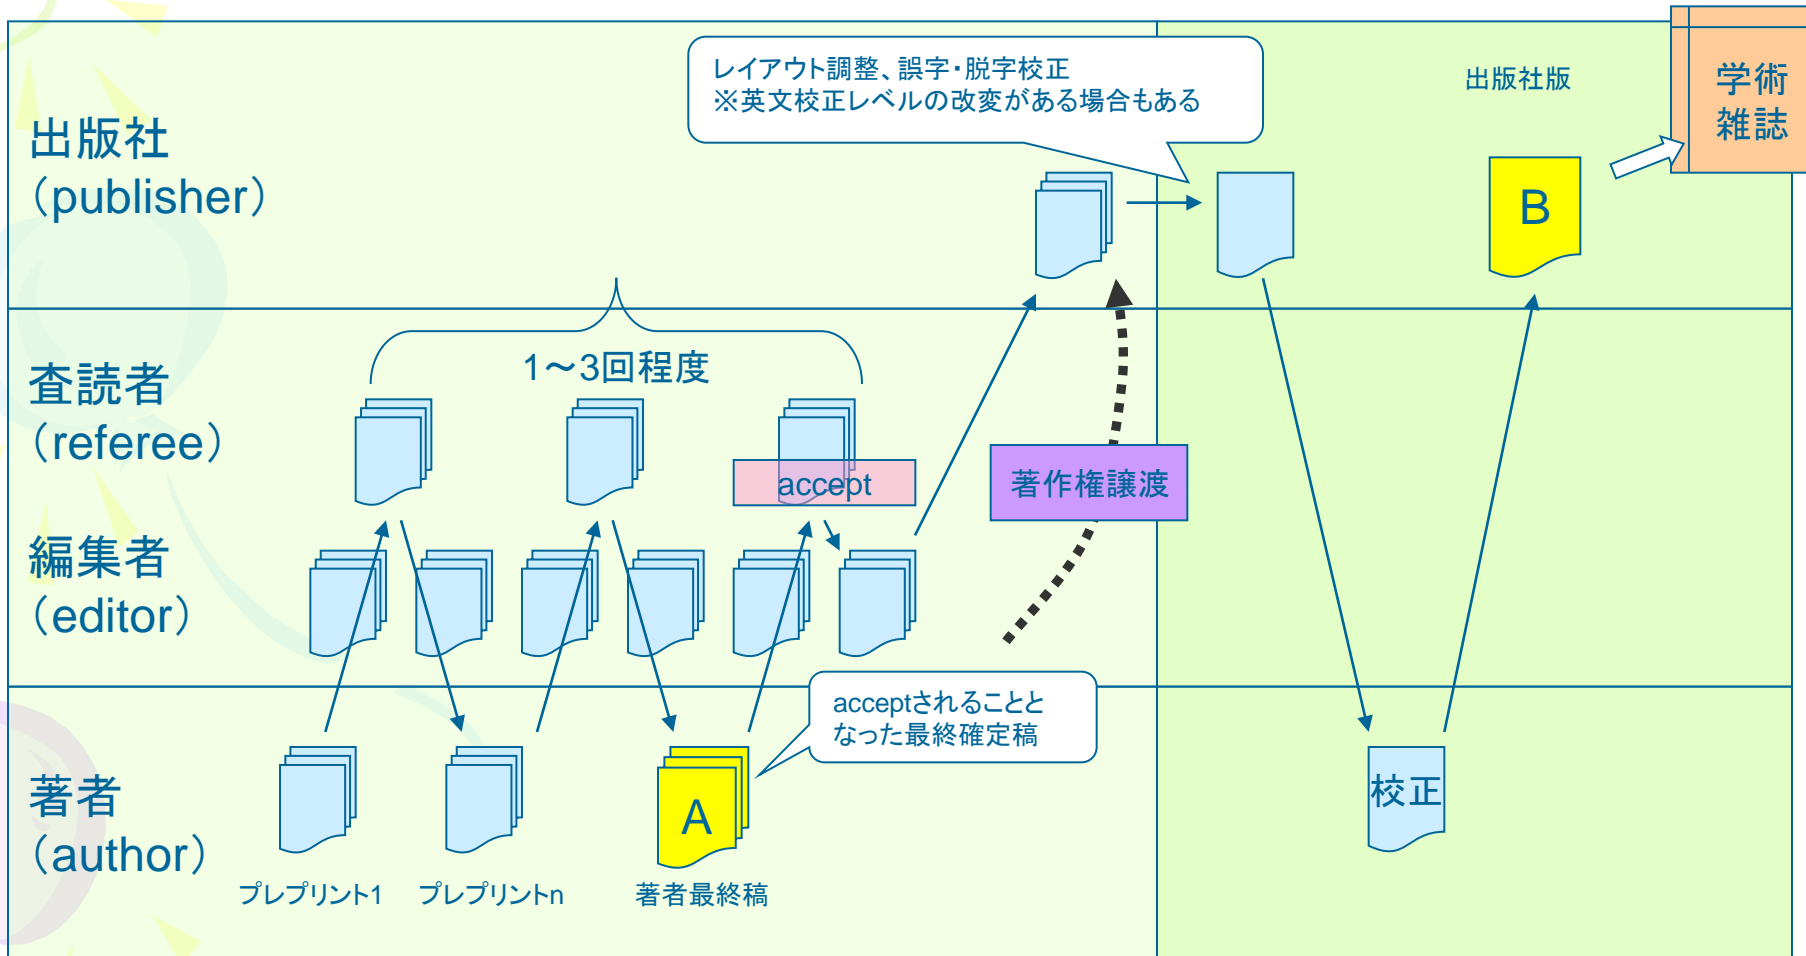 レイアウト調整、誤字・脱字校正
※英文校正レベルの改変がある場合もある
出版社版
学術
雑誌
出版社
（publisher）
B
1～3回程度
査読者
（referee）
accept
著作権譲渡
編集者
（editor）
acceptされることと
なった最終確定稿
著者
（author）
A
校正
プレプリント1
プレプリントn
著者最終稿